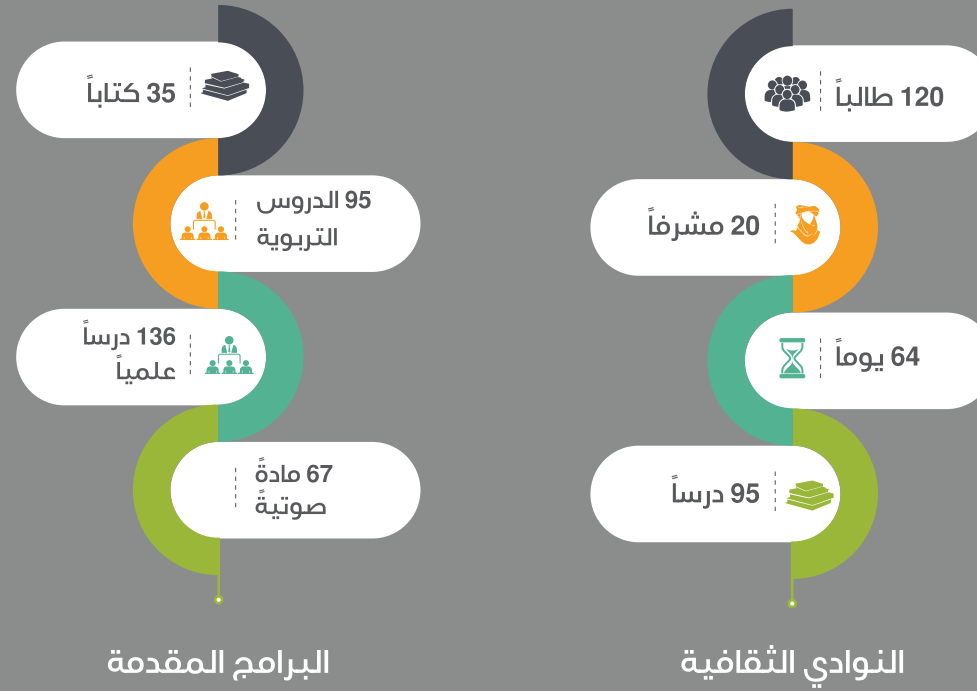 120 طالباً
20 مشرفاً
64 يوماً
95 درساً
النوادي الثقافية
35 كتاباً
95 الدروس
التربوية
136 درساً
علمياً
67 مادةً
صوتيةً
البرامج المقدمة